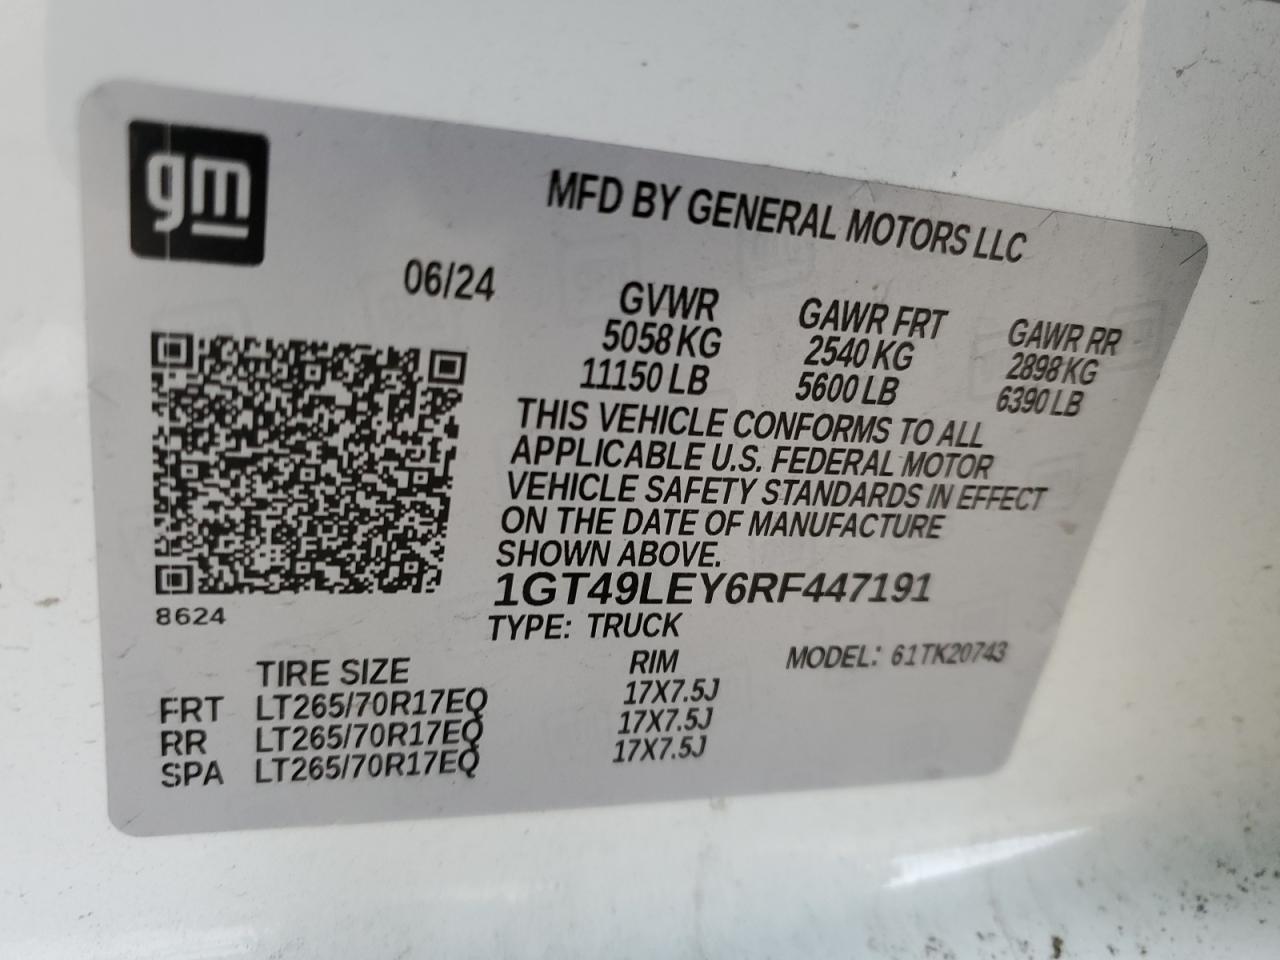 gm
MFD BY GENERAL MOTORS LLC
06/24
GVWR GAWR FRT GAWR RR
5058 KG 2540 KG 2898 KG
11150 LB 5600 LB 6390 LB
THIS VEHICLE CONFORMS TO ALL
APPLICABLE U.S. FEDERAL MOTOR
VEHICLE SAFETY STANDARDS IN EFFECT
ON THE DATE OF MANUFACTURE
SHOWN ABOVE.
1GT49LEY6RF447191
8624
TYPE: TRUCK MODEL: 61TK20743
TIRE SIZE RIM
FRT LT265/70R17EQ 17X7.5J
RR LT265/70R17EQ 17X7.5J
SPA LT265/70R17EQ 17X7.5J